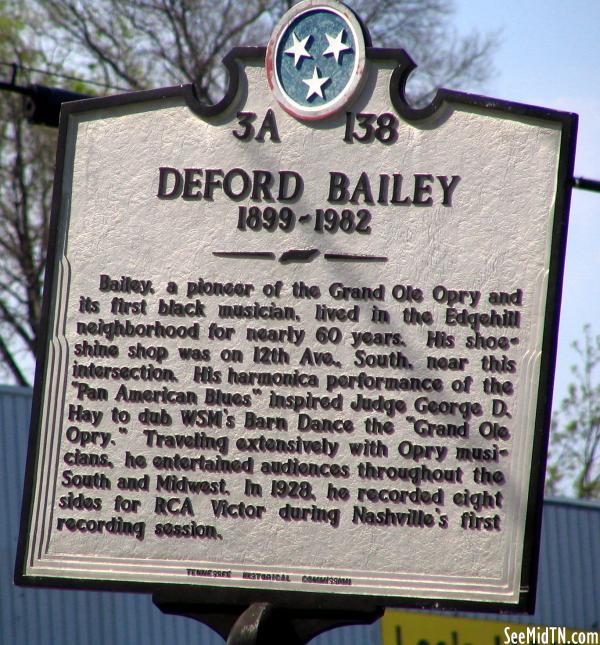 3A 138
DEFORD BAILEY
1899-1982
Bailey, a pioneer of the Grand Ole Opry and
its first black musician, lived in the Edgehill
neighborhood for nearly 60 years. His shoe-
shine shop was on 12th Ave. South, near this
intersection. His harmonica performance of the
"Pan American Blues" inspired Judge George D.
Hay to dub WSM's Barn Dance the "Grand Ole
Opry." Traveling extensively with Opry musi-
cians, he entertained audiences throughout the
South and Midwest. In 1928, he recorded eight
sides for RCA Victor during Nashville's first
recording session.
TENNESSEE HISTORICAL COMMISSION
SeeMidTN.com